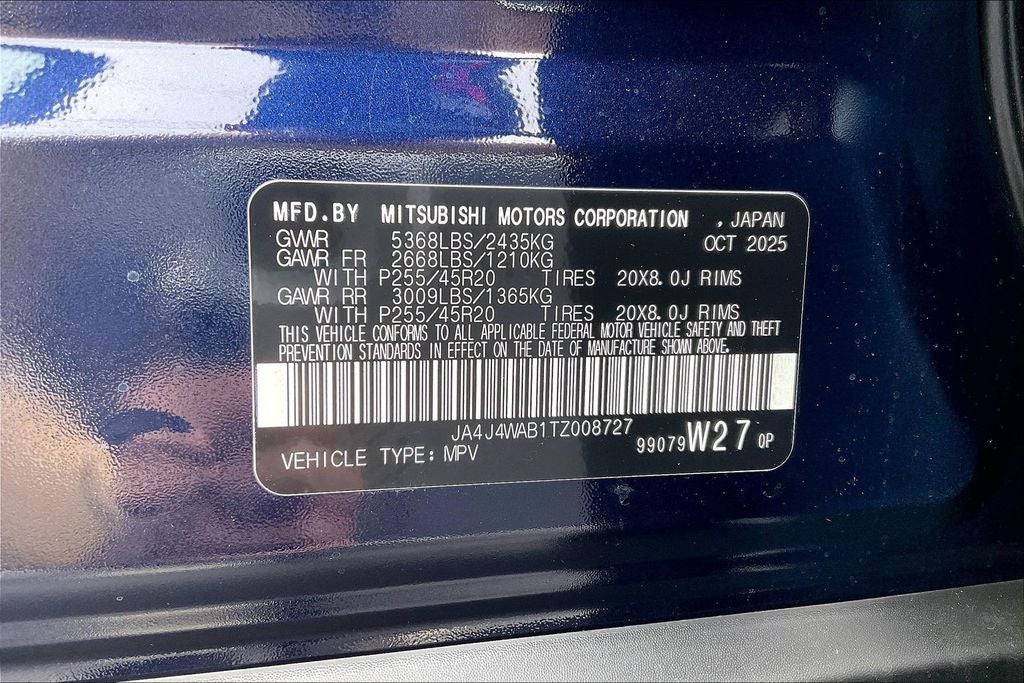 MFD.BY MITSUBISHI MOTORS CORPORATION , JAPAN
GVWR 5368LBS/2435KG OCT 2025
GAWR FR 2668LBS/1210KG
WITH P255/45R20 TIRES 20X8.0J RIMS
GAWR RR 3009LBS/1365KG
WITH P255/45R20 TIRES 20X8.0J RIMS
THIS VEHICLE CONFORMS TO ALL APPLICABLE FEDERAL MOTOR VEHICLE SAFETY AND THEFT
PREVENTION STANDARDS IN EFFECT ON THE DATE OF MANUFACTURE SHOWN ABOVE.
JA4J4WAB1TZ008727
99079 W27 0P
VEHICLE TYPE: MPV